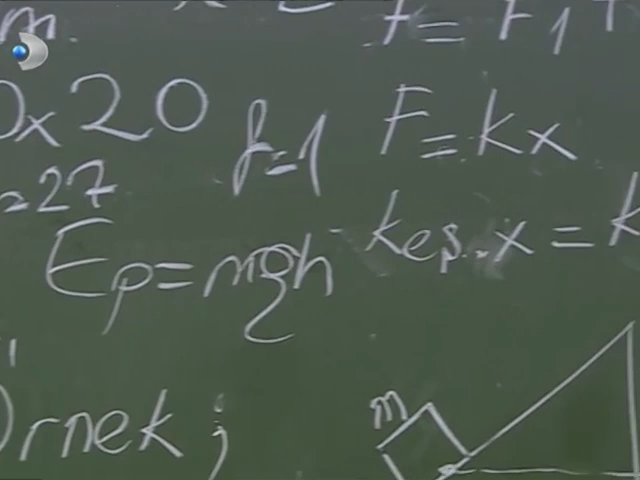 m.
f = F1 +
0x20
f=1
F = kx
=27
Ep=mgh
keş.x = k
Örnek;
m